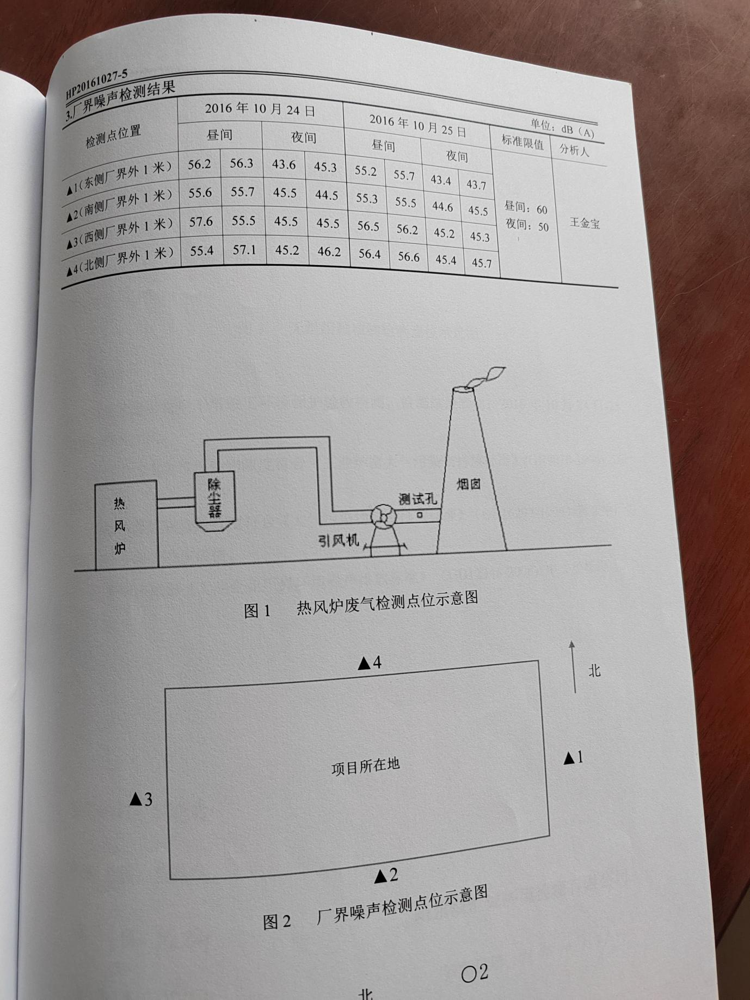 HP20161027-5
3.厂界噪声检测结果
单位：dB（A）
检测点位置 2016 年 10 月 24 日 2016 年 10 月 25 日 标准限值 分析人
昼间 夜间 昼间 夜间
▲1（东侧厂界外 1 米） 56.2 56.3 43.6 45.3 55.2 55.7 43.4 43.7
▲2（南侧厂界外 1 米） 55.6 55.7 45.5 44.5 55.3 55.5 44.6 45.5
▲3（西侧厂界外 1 米） 57.6 55.5 45.5 45.5 56.5 56.2 45.2 45.3
▲4（北侧厂界外 1 米） 55.4 57.1 45.2 46.2 56.4 56.6 45.4 45.7
昼间：60
夜间：50
王金宝
热风炉
除尘器
引风机
测试孔
烟囱
图 1 热风炉废气检测点位示意图
▲4
北
项目所在地
▲1
▲3
▲2
图 2 厂界噪声检测点位示意图
○2
北